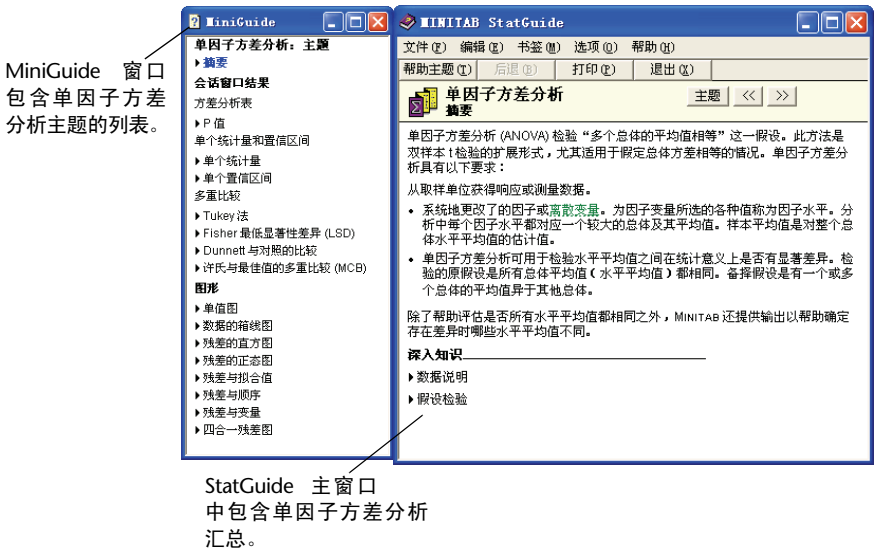 MiniGuide 窗口
包含单因子方差
分析主题的列表。
MiniGuide
单因子方差分析：主题
摘要
会话窗口结果
方差分析表
P 值
单个统计量和置信区间
单个统计量
单个置信区间
多重比较
Tukey 法
Fisher 最低显著性差异 (LSD)
Dunnett 与对照的比较
许氏与最佳值的多重比较 (MCB)
图形
单值图
数据的箱线图
残差的直方图
残差的正态图
残差与拟合值
残差与顺序
残差与变量
四合一残差图
MINITAB StatGuide
文件(F) 编辑(E) 书签(M) 选项(O) 帮助(H)
帮助主题(T) 后退(B) 打印(P) 退出(X)
单因子方差分析
摘要
主题 << >>
单因子方差分析 (ANOVA) 检验“多个总体的平均值相等”这一假设。此方法是
双样本 t 检验的扩展形式，尤其适用于假定总体方差相等的情况。单因子方差分
析具有以下要求：
从取样单位获得响应或测量数据。
• 系统地更改了的因子或离散变量。为因子变量所选的各种值称为因子水平。分
析中每个因子水平都对应一个较大的总体及其平均值。样本平均值是对整个总
体水平平均值的估计值。
• 单因子方差分析可用于检验水平平均值之间在统计意义上是否有显著差异。检
验的原假设是所有总体平均值（水平平均值）都相同。备择假设是有一个或多
个总体的平均值异于其他总体。
除了帮助评估是否所有水平平均值都相同之外，MINITAB 还提供输出以帮助确定
存在差异时哪些水平平均值不同。
深入知识
数据说明
假设检验
StatGuide 主窗口
中包含单因子方差分析
汇总。